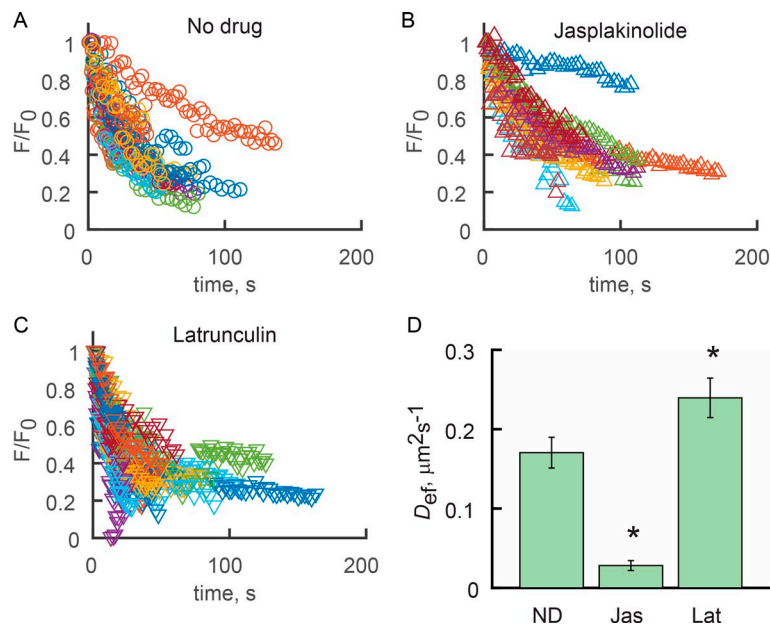 A
No drug
1
0.8
0.6
0.4
0.2
0
F/F0
0
100
200
time, s
B
Jasplakinolide
1
0.8
0.6
0.4
0.2
0
F/F0
0
100
200
time, s
C
Latrunculin
1
0.8
0.6
0.4
0.2
0
F/F0
0
100
200
time, s
D
0.3
0.2
0.1
0
Def, μm2s-1
*
*
ND Jas Lat